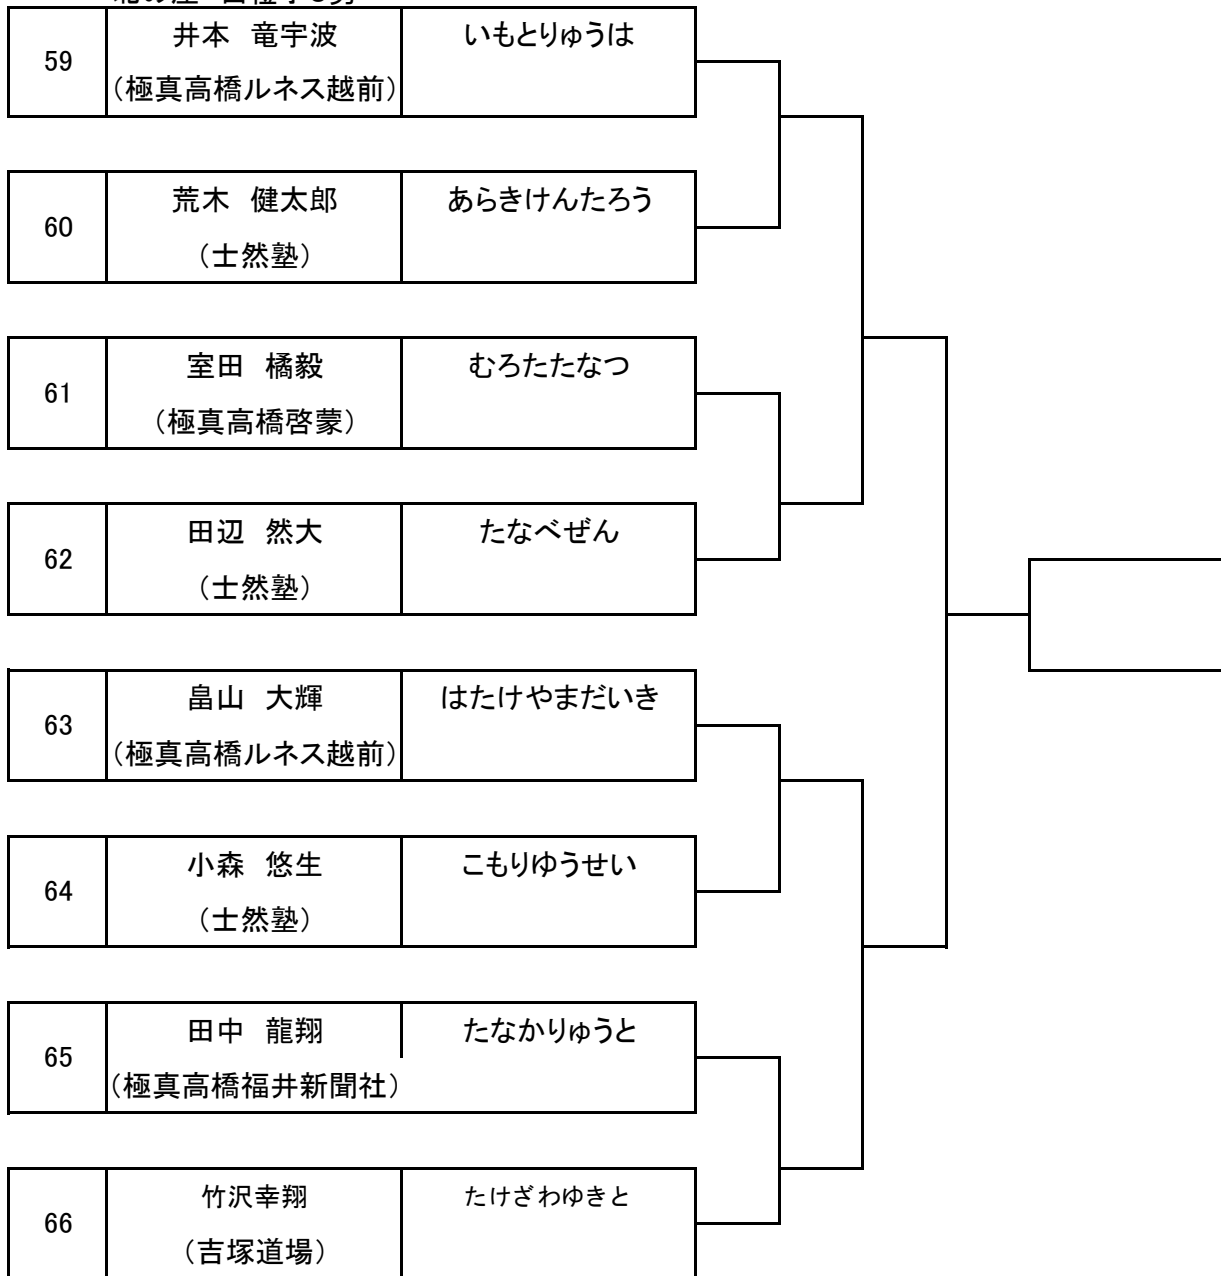 59
井本　竜宇波
いもとりゅうは
（極真高橋ルネス越前）
60
荒木　健太郎
あらきけんたろう
（士然塾）
61
室田　橘毅
むろたたなつ
（極真高橋啓蒙）
62
田辺　然大
たなべぜん
（士然塾）
63
畠山　大輝
はたけやまだいき
（極真高橋ルネス越前）
64
小森　悠生
こもりゆうせい
（士然塾）
65
田中　龍翔
たなかりゅうと
（極真高橋福井新聞社）
66
竹沢幸翔
たけざわゆきと
（吉塚道場）